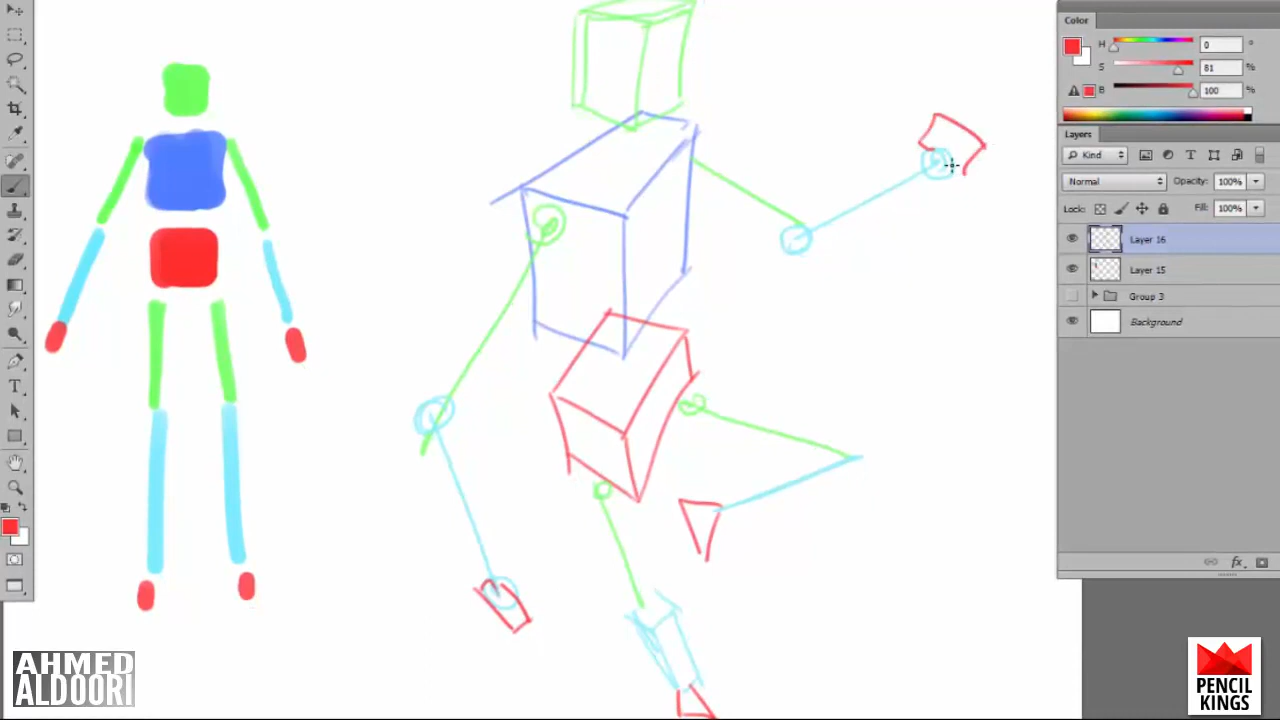 Color
H 0 °
S 81 %
B 100 %
Layers
Kind
Normal Opacity: 100%
Lock: Fill: 100%
Layer 16
Layer 15
Group 3
Background
fx
T
AHMED
ALDOORI
PENCIL
KINGS